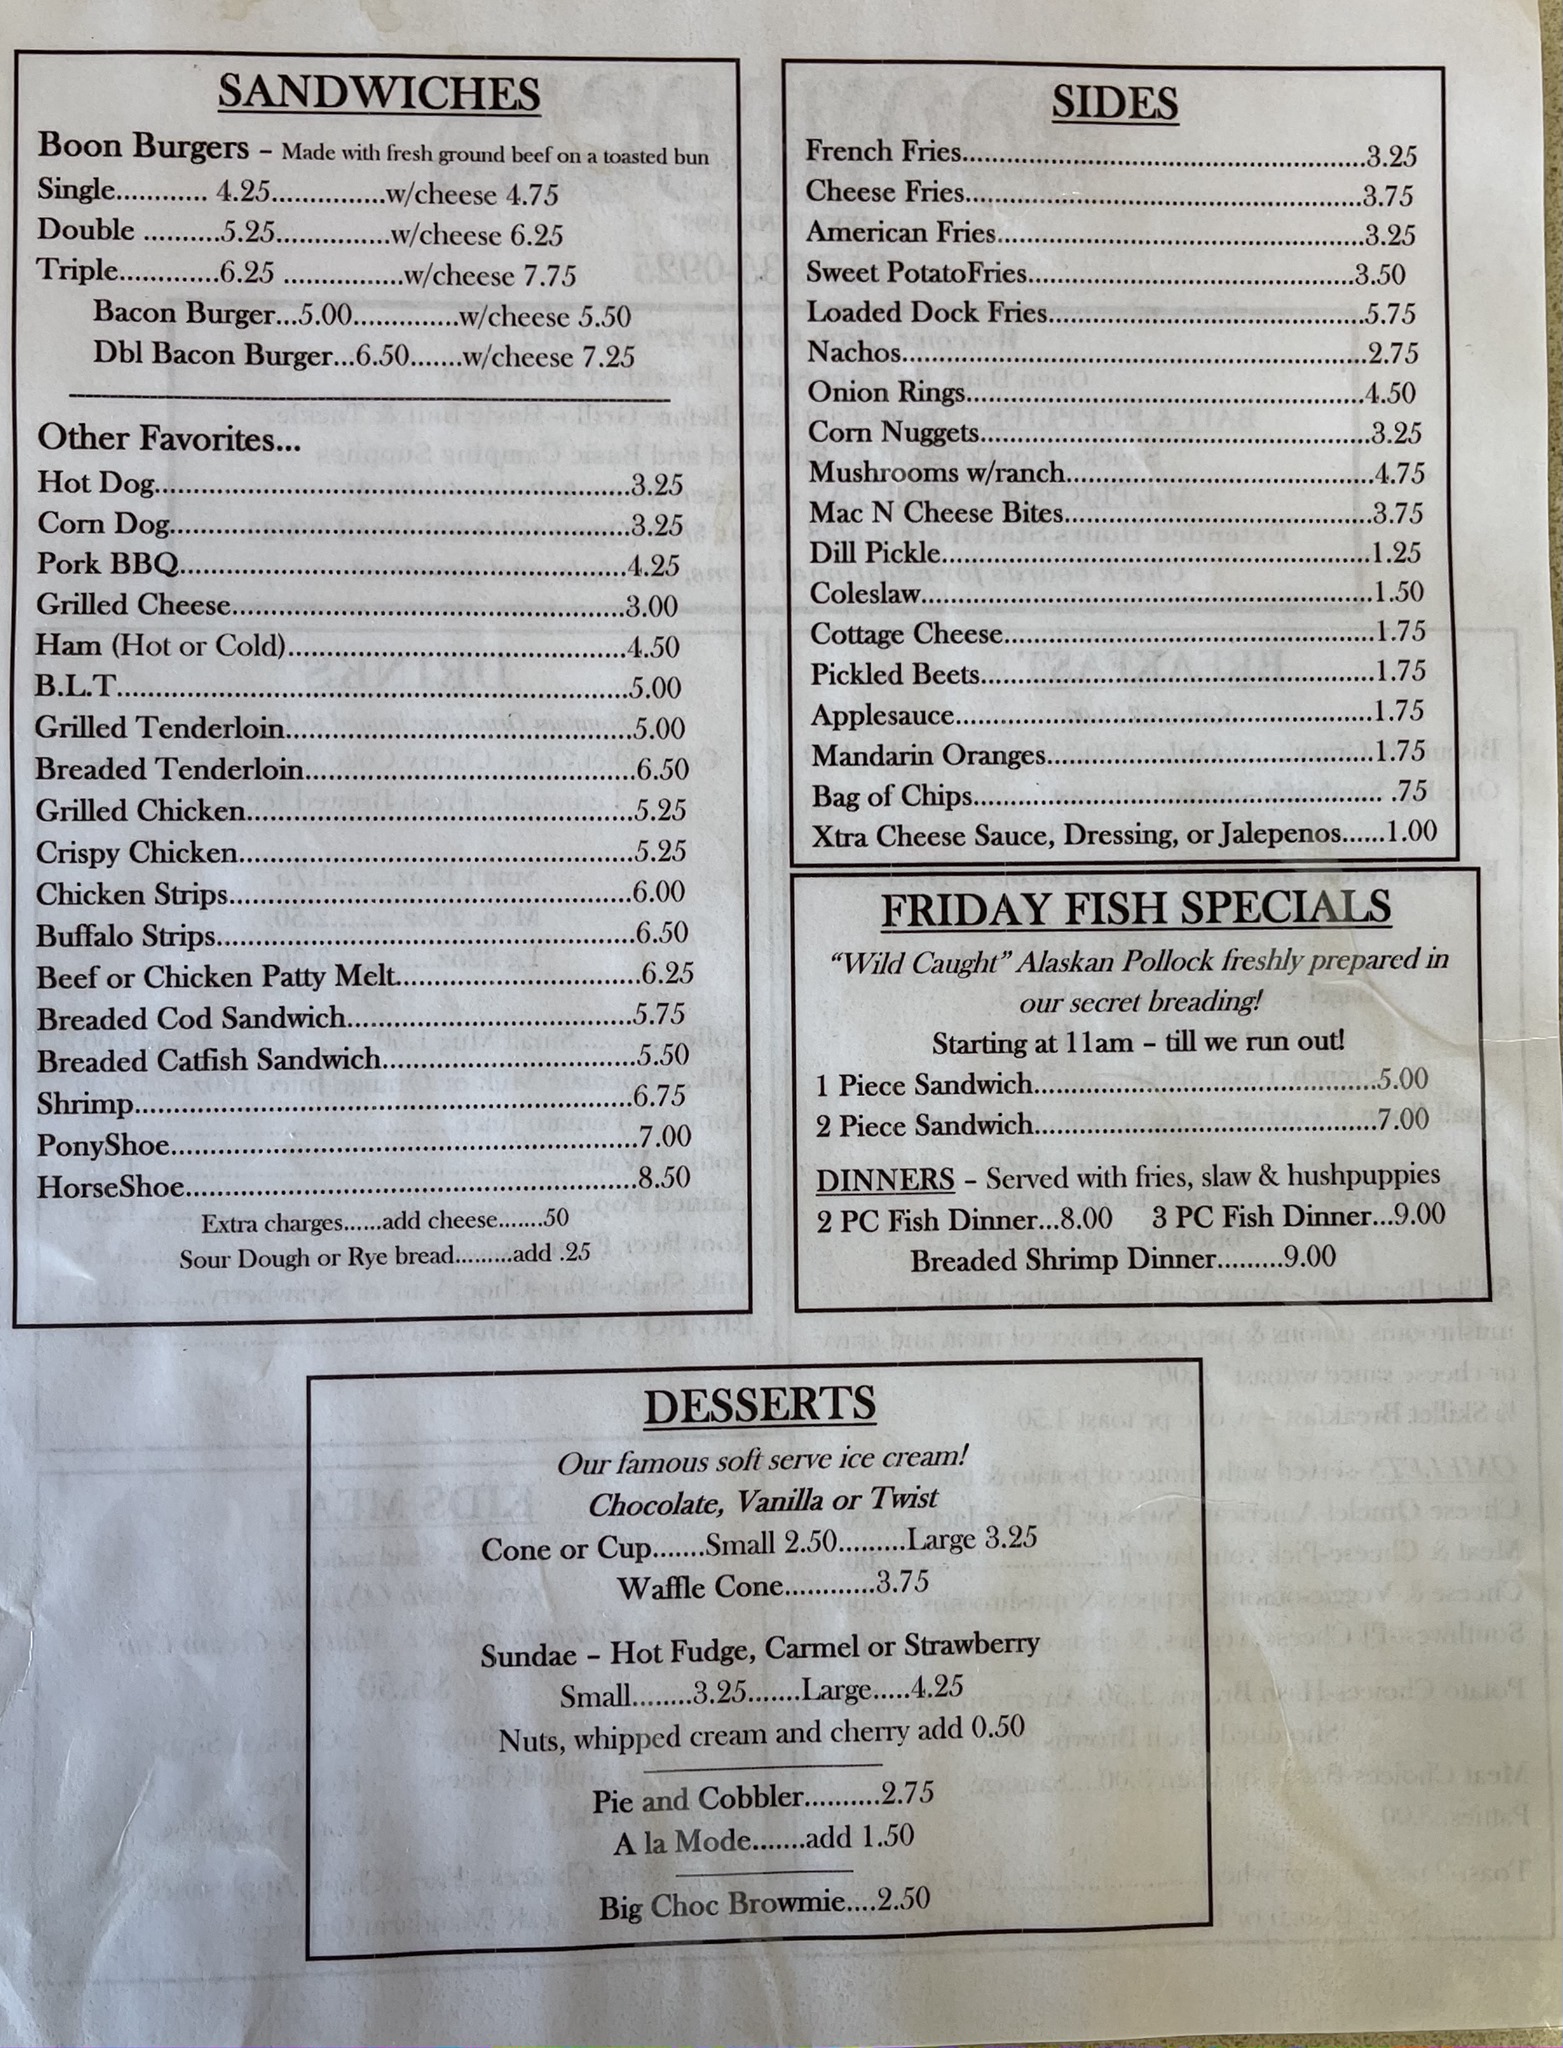 SANDWICHES
Boon Burgers – Made with fresh ground beef on a toasted bun
Single............ 4.25...............w/cheese 4.75
Double ..........5.25...............w/cheese 6.25
Triple.............6.25 ................w/cheese 7.75
Bacon Burger...5.00..............w/cheese 5.50
Dbl Bacon Burger...6.50.......w/cheese 7.25
Other Favorites...
Hot Dog..............................................................3.25
Corn Dog............................................................3.25
Pork BBQ...........................................................4.25
Grilled Cheese....................................................3.00
Ham (Hot or Cold).............................................4.50
B.L.T...................................................................5.00
Grilled Tenderloin..............................................5.00
Breaded Tenderloin............................................6.50
Grilled Chicken...................................................5.25
Crispy Chicken....................................................5.25
Chicken Strips.....................................................6.00
Buffalo Strips.......................................................6.50
Beef or Chicken Patty Melt................................6.25
Breaded Cod Sandwich......................................5.75
Breaded Catfish Sandwich.................................5.50
Shrimp.................................................................6.75
PonyShoe.............................................................7.00
HorseShoe...........................................................8.50
Extra charges......add cheese.......50
Sour Dough or Rye bread.........add .25
SIDES
French Fries.....................................................3.25
Cheese Fries....................................................3.75
American Fries................................................3.25
Sweet PotatoFries...........................................3.50
Loaded Dock Fries.........................................5.75
Nachos.............................................................2.75
Onion Rings....................................................4.50
Corn Nuggets..................................................3.25
Mushrooms w/ranch.......................................4.75
Mac N Cheese Bites.......................................3.75
Dill Pickle.......................................................1.25
Coleslaw..........................................................1.50
Cottage Cheese...............................................1.75
Pickled Beets..................................................1.75
Applesauce......................................................1.75
Mandarin Oranges..........................................1.75
Bag of Chips................................................... .75
Xtra Cheese Sauce, Dressing, or Jalepenos......1.00
FRIDAY FISH SPECIALS
“Wild Caught” Alaskan Pollock freshly prepared in
our secret breading!
Starting at 11am – till we run out!
1 Piece Sandwich............................................5.00
2 Piece Sandwich............................................7.00
DINNERS – Served with fries, slaw & hushpuppies
2 PC Fish Dinner...8.00 3 PC Fish Dinner...9.00
Breaded Shrimp Dinner.........9.00
DESSERTS
Our famous soft serve ice cream!
Chocolate, Vanilla or Twist
Cone or Cup.......Small 2.50.........Large 3.25
Waffle Cone............3.75
Sundae – Hot Fudge, Carmel or Strawberry
Small........3.25.......Large.....4.25
Nuts, whipped cream and cherry add 0.50
Pie and Cobbler..........2.75
A la Mode.......add 1.50
Big Choc Browmie....2.50